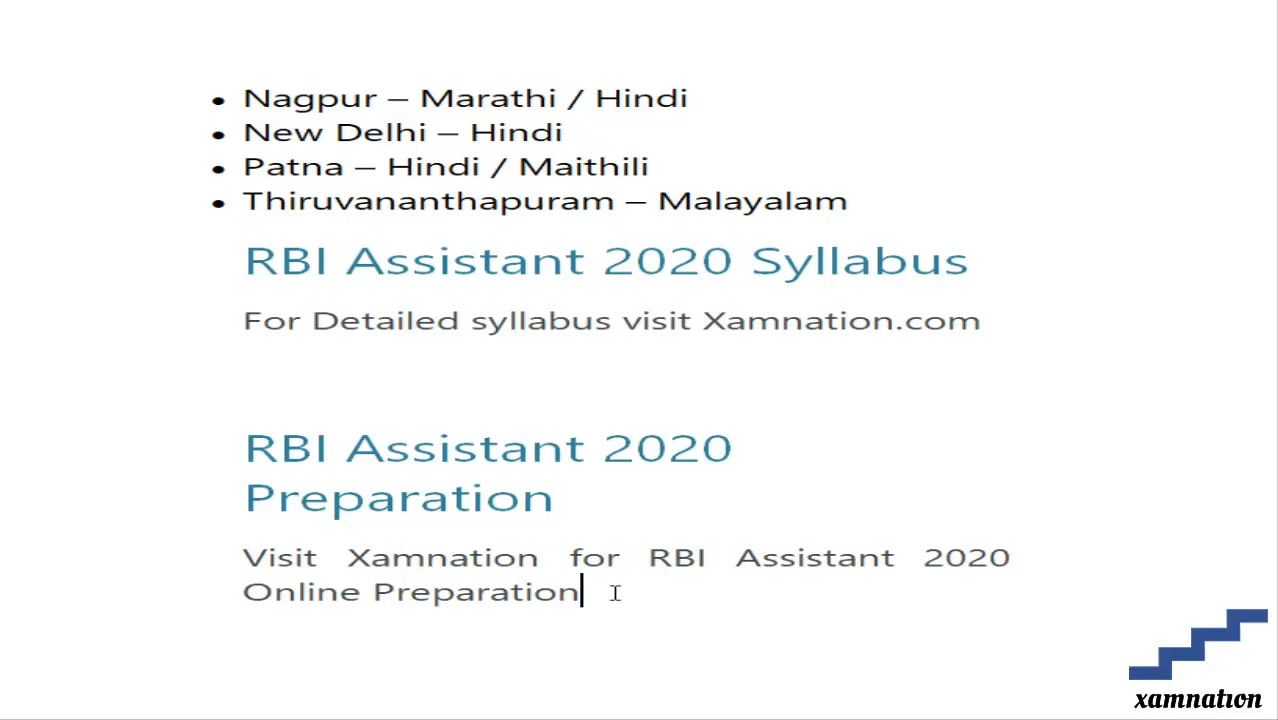 • Nagpur – Marathi / Hindi
• New Delhi – Hindi
• Patna – Hindi / Maithili
• Thiruvananthapuram – Malayalam
RBI Assistant 2020 Syllabus
For Detailed syllabus visit Xamnation.com
RBI Assistant 2020
Preparation
Visit Xamnation for RBI Assistant 2020
Online Preparation
xamnation